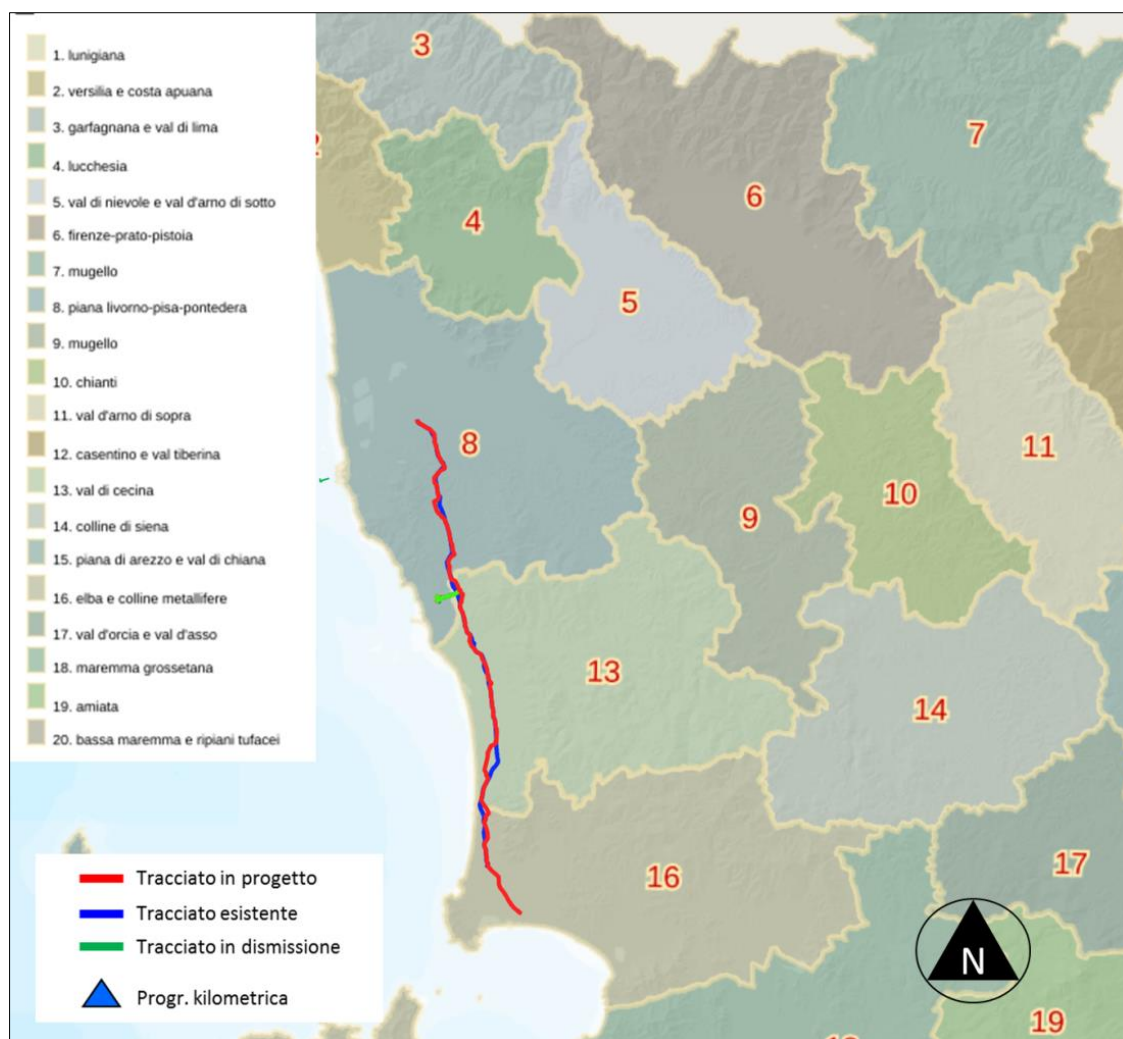 1. lunigiana
2. versilia e costa apuana
3. garfagnana e val di lima
4. lucchesia
5. val di nievole e val d'arno di sotto
6. firenze-prato-pistoia
7. mugello
8. piana livorno-pisa-pontedera
9. mugello
10. chianti
11. val d'arno di sopra
12. casentino e val tiberina
13. val di cecina
14. colline di siena
15. piana di arezzo e val di chiana
16. elba e colline metallifere
17. val d'orcia e val d'asso
18. maremma grossetana
19. amiata
20. bassa maremma e ripiani tufacei
3
7
2
6
4
5
8
11
10
9
13
14
16
17
19
Tracciato in progetto
Tracciato esistente
Tracciato in dismissione
Progr. kilometrica
N